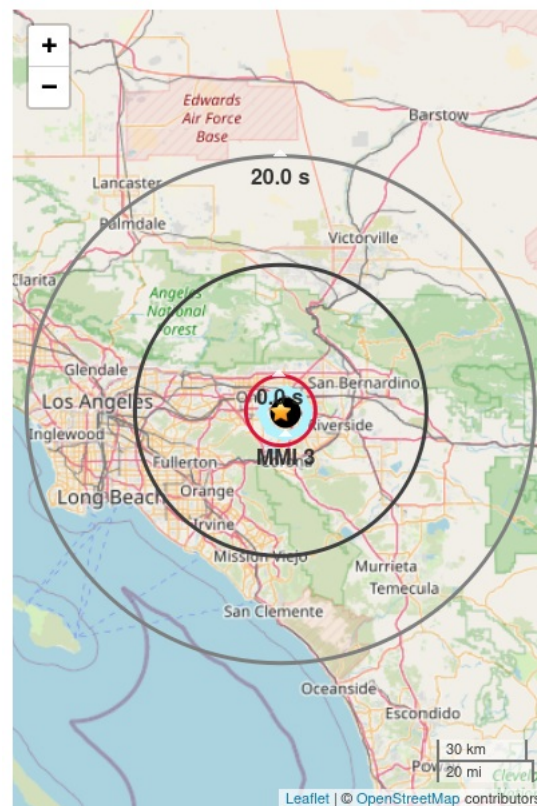 +
−
Edwards
Air Force
Base
Barstow
20.0 s
Lancaster
Palmdale
Victorville
Clarita
Angeles
National
Forest
Glendale
San Bernardino
Los Angeles
0.0 s
Inglewood
Riverside
MMI 3
Fullerton
Long Beach
Orange
Irvine
Mission Viejo
Murrieta
Temecula
San Clemente
Oceanside
Escondido
30 km
20 mi
Leaflet | © OpenStreetMap contributors